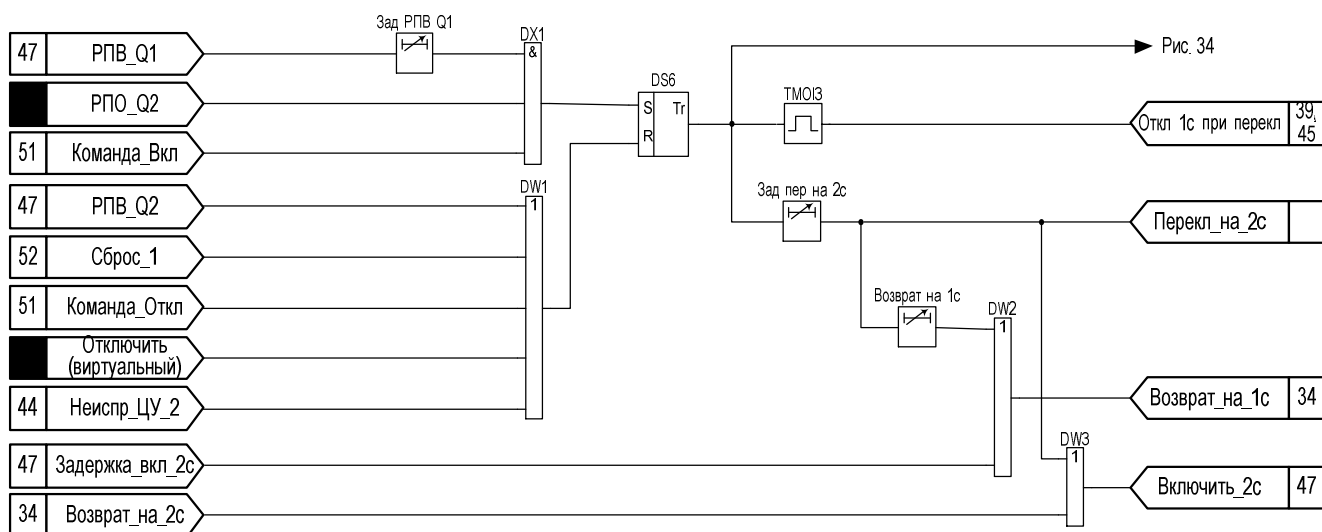 Зад РПВ Q1
DX1
47 РПВ_Q1
&
Рис. 34
DS6
TMOI3
РПО_Q2
S Tr
R
Откл 1с при перекл 39,
45
51 Команда_Вкл
DW1
Зад пер на 2с
47 РПВ_Q2
1
Перекл_на_2с
52 Сброс_1
51 Команда_Откл
Возврат на 1с
DW2
1
Отключить
(виртуальный)
44 Неиспр_ЦУ_2
Возврат_на_1с 34
DW3
1
47 Задержка_вкл_2с
Включить_2с 47
34 Возврат_на_2с